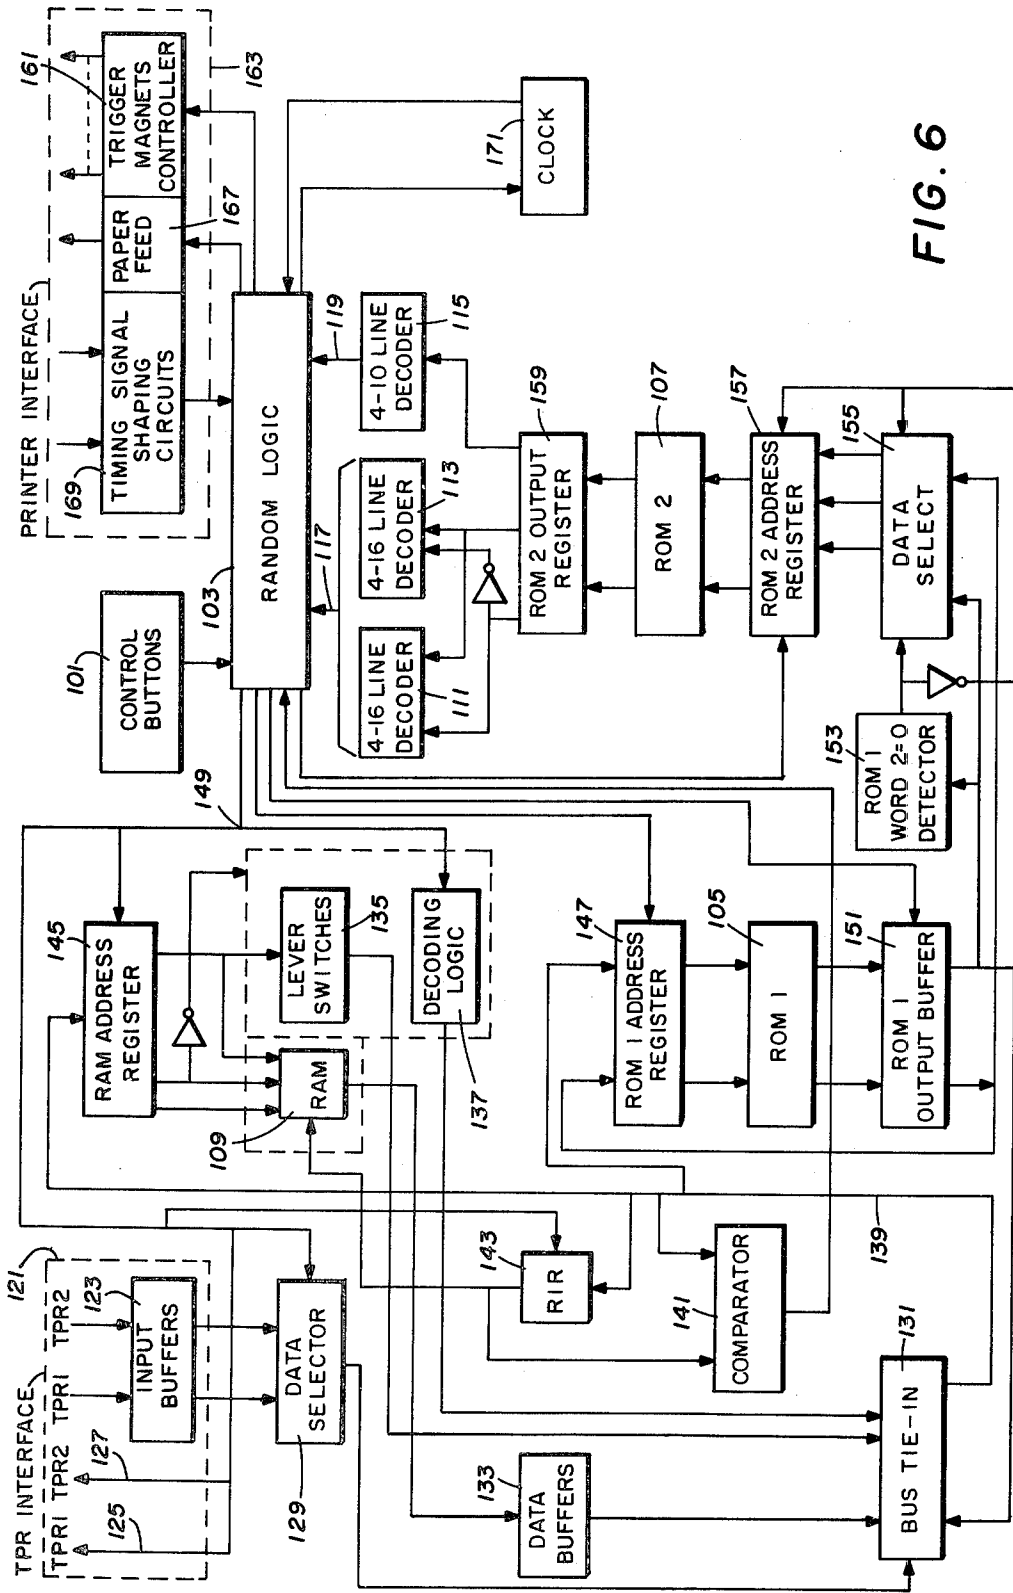 TPR INTERFACE
121
TPR1
TPR2
TPR1
TPR2
125
127
123
INPUT
BUFFERS
129
DATA
SELECTOR
133
DATA
BUFFERS
131
BUS TIE-IN
143
RIR
141
COMPARATOR
139
145
RAM ADDRESS
REGISTER
149
109
RAM
LEVER
SWITCHES
135
137
DECODING
LOGIC
147
ROM 1 ADDRESS
REGISTER
105
ROM 1
151
ROM 1
OUTPUT BUFFER
101
CONTROL
BUTTONS
103
RANDOM LOGIC
PRINTER INTERFACE
169
TIMING SIGNAL
SHAPING
CIRCUITS
PAPER
FEED
167
161
TRIGGER
MAGNETS
CONTROLLER
163
117
119
4-16 LINE
DECODER
111
4-16 LINE
DECODER
113
4-10 LINE
DECODER
115
159
ROM 2 OUTPUT
REGISTER
107
ROM 2
157
ROM 2 ADDRESS
REGISTER
155
DATA
SELECT
153
ROM 1
WORD 2=0
DETECTOR
171
CLOCK
FIG. 6